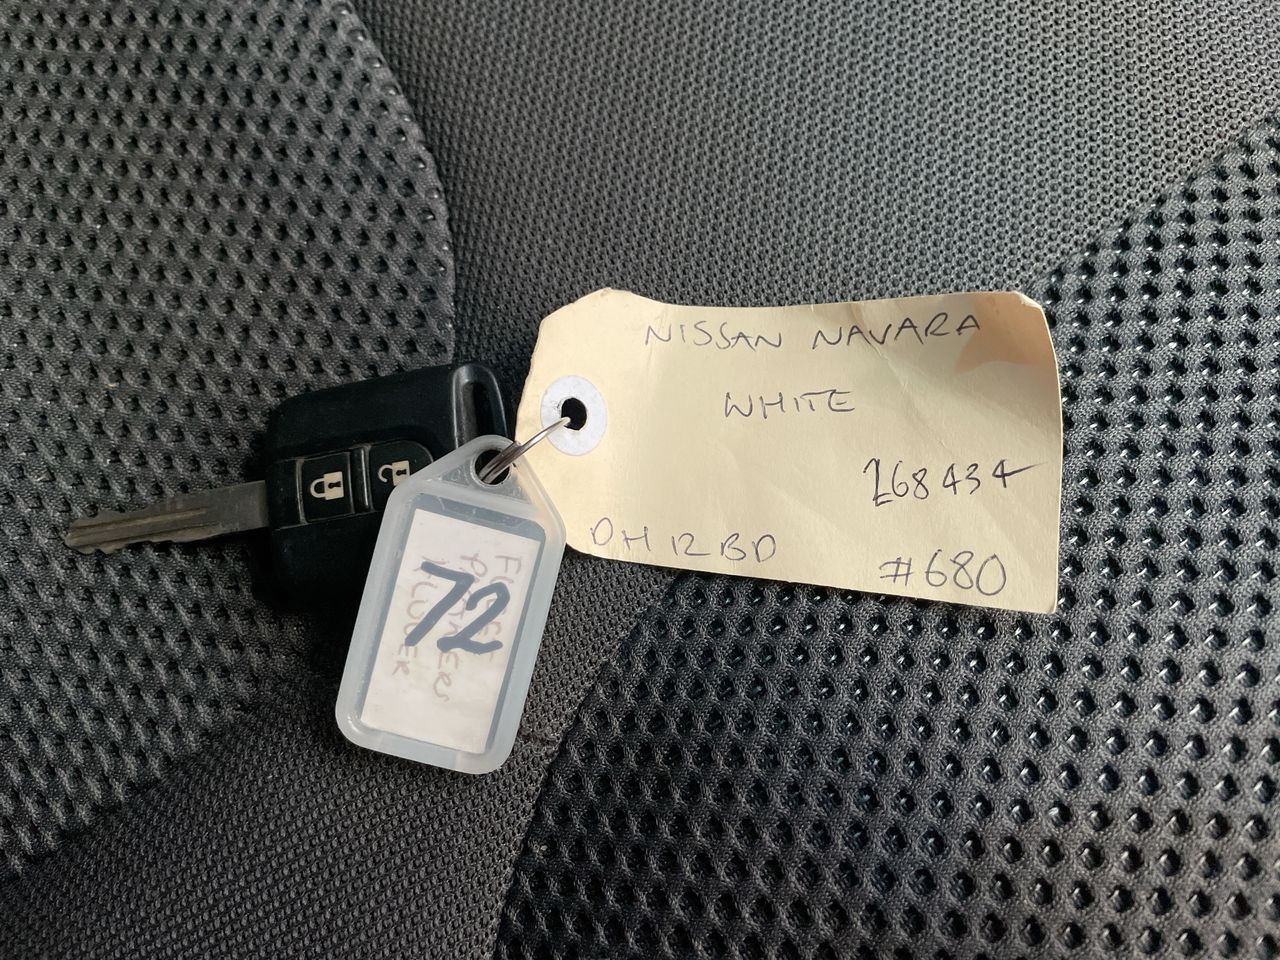 NISSAN NAVARA
WHITE
268434
DH12BD
#680
72